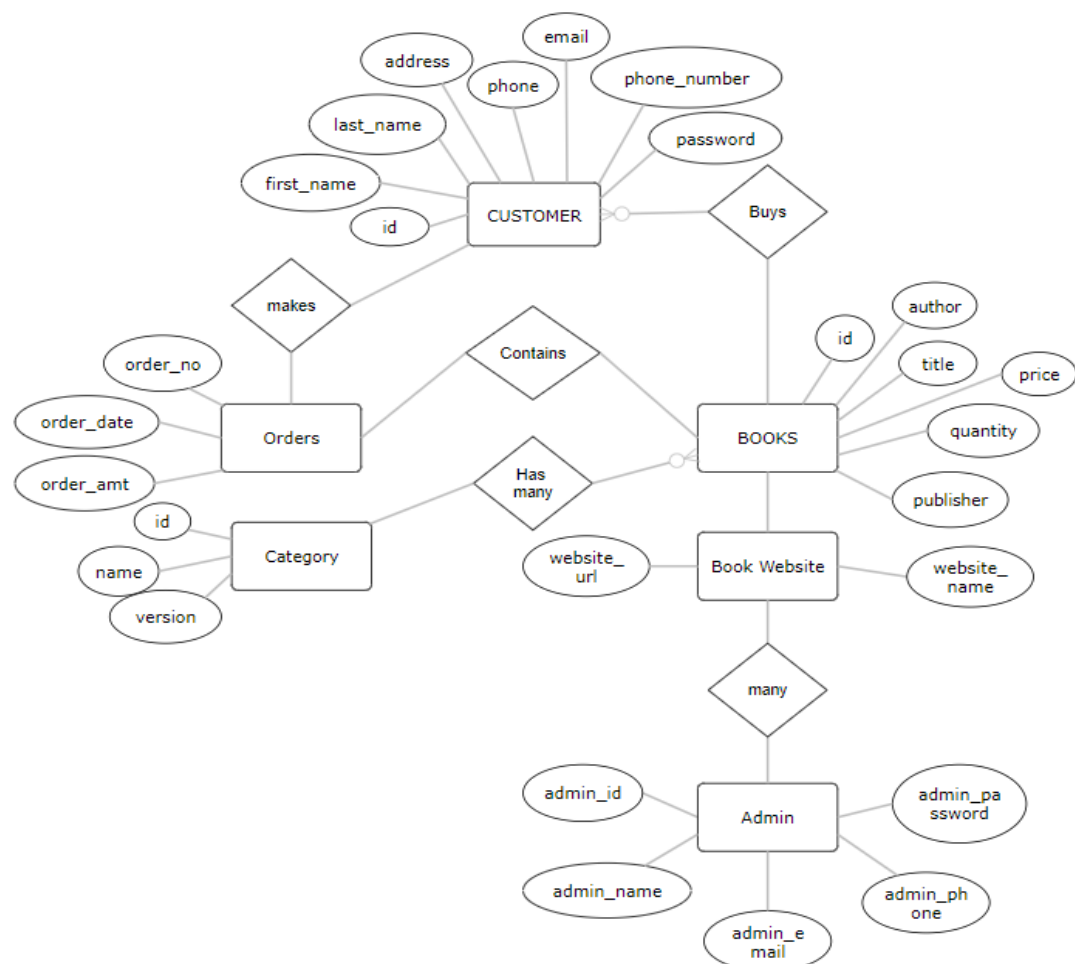 email
address
phone_number
phone
last_name
password
first_name
CUSTOMER
Buys
id
makes
author
id
order_no
Contains
title
price
order_date
Orders
BOOKS
quantity
Has
many
order_amt
publisher
id
Category
website_
url
Book Website
website_
name
name
version
many
admin_id
admin_pa
ssword
Admin
admin_name
admin_ph
one
admin_e
mail